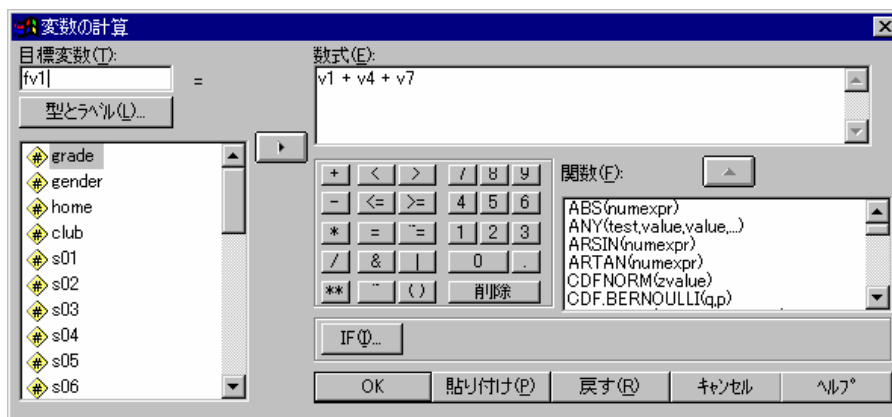 変数の計算
目標変数(T):
fv1
=
型とラベル(L)...
数式(E):
v1 + v4 + v7
grade
gender
home
club
s01
s02
s03
s04
s05
s06
+ < > 7 8 9
- <= >= 4 5 6
* = ~= 1 2 3
/ & | 0 .
** ~ ( ) 削除
関数(F):
ABS(numexpr)
ANY(test,value,value,...)
ARSIN(numexpr)
ARTAN(numexpr)
CDFNORM(zvalue)
CDF.BERNOULLI(q,p)
IF(I)...
OK 貼り付け(P) 戻す(R) キャンセル ヘルプ